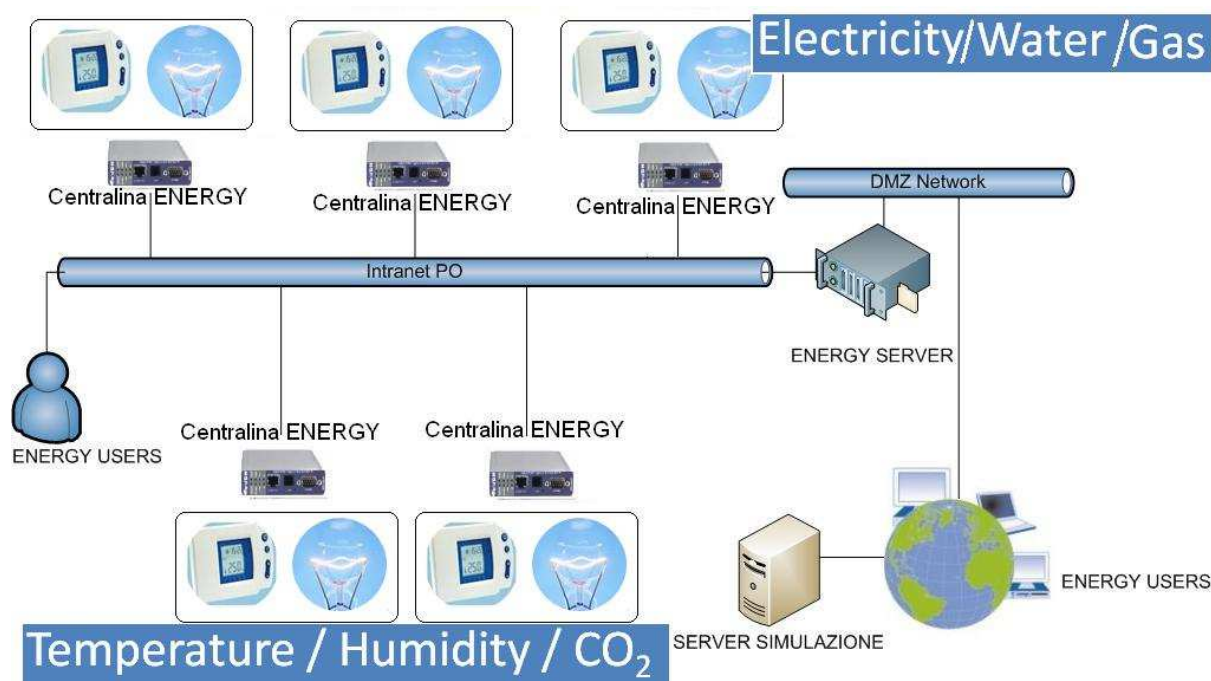 Electricity/Water /Gas
Centralina ENERGY
Centralina ENERGY
Centralina ENERGY
DMZ Network
Intranet PO
ENERGY SERVER
ENERGY USERS
Centralina ENERGY
Centralina ENERGY
ENERGY USERS
SERVER SIMULAZIONE
Temperature / Humidity / CO₂